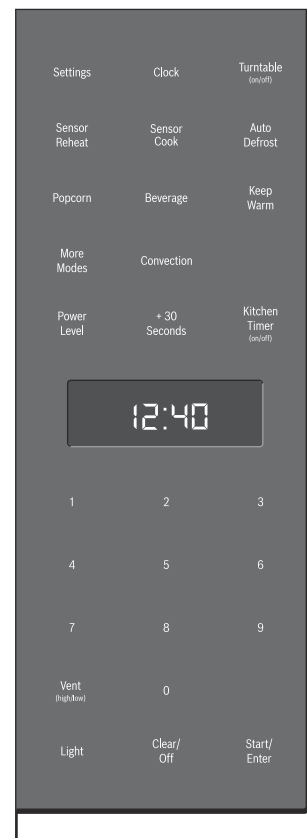 Settings
Clock
Turntable
(on/off)
Sensor
Reheat
Sensor
Cook
Auto
Defrost
Popcorn
Beverage
Keep
Warm
More
Modes
Convection
Power
Level
+ 30
Seconds
Kitchen
Timer
(on/off)
12:40
1
2
3
4
5
6
7
8
9
Vent
(high/low)
0
Light
Clear/
Off
Start/
Enter